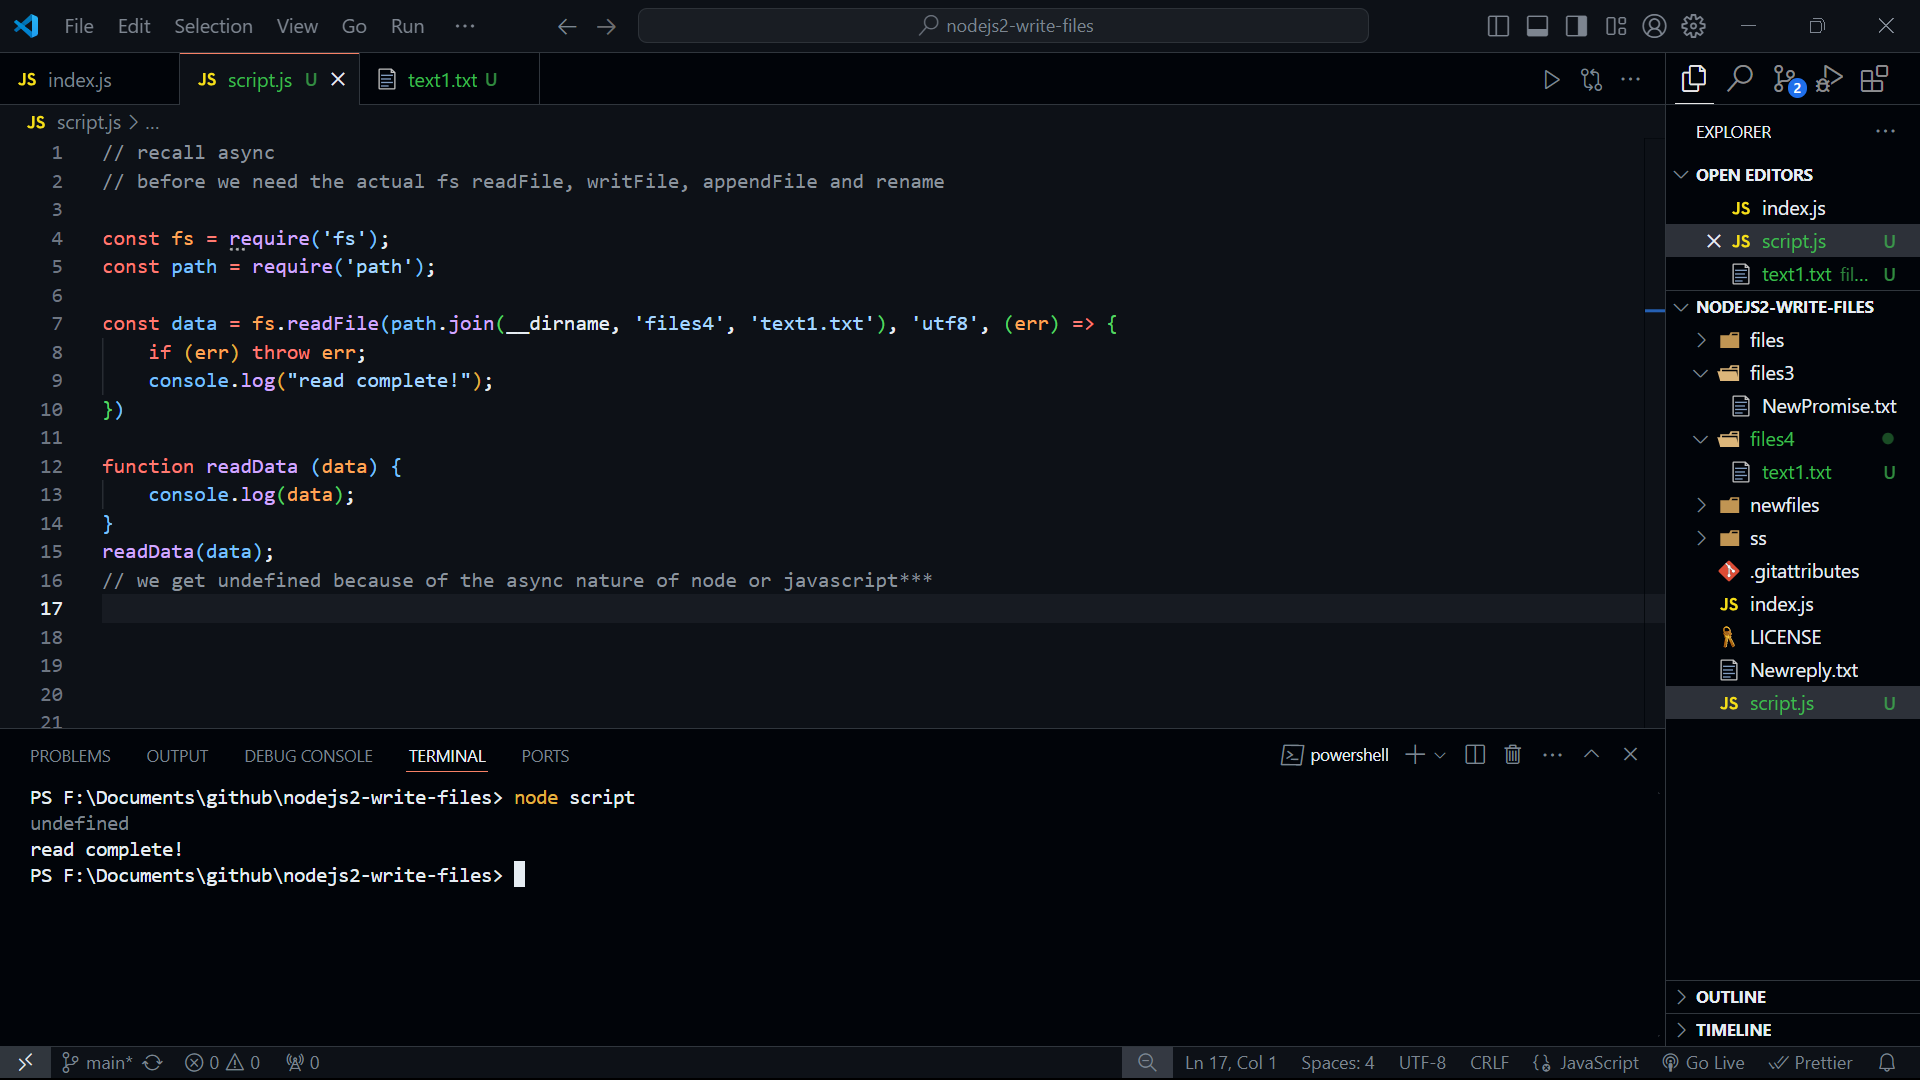 File Edit Selection View Go Run ···
nodejs2-write-files
JS index.js
JS script.js U
text1.txt U
JS script.js > ...
1 // recall async
2 // before we need the actual fs readFile, writFile, appendFile and rename
3
4 const fs = require('fs');
5 const path = require('path');
6
7 const data = fs.readFile(path.join(__dirname, 'files4', 'text1.txt'), 'utf8', (err) => {
8 if (err) throw err;
9 console.log("read complete!");
10 })
11
12 function readData (data) {
13 console.log(data);
14 }
15 readData(data);
16 // we get undefined because of the async nature of node or javascript***
17
18
19
20
21
PROBLEMS OUTPUT DEBUG CONSOLE TERMINAL PORTS
powershell
PS F:\Documents\github\nodejs2-write-files> node script
undefined
read complete!
PS F:\Documents\github\nodejs2-write-files>
2
EXPLORER
OPEN EDITORS
JS index.js
JS script.js U
text1.txt fil... U
NODEJS2-WRITE-FILES
files
files3
NewPromise.txt
files4
text1.txt U
newfiles
ss
.gitattributes
JS index.js
LICENSE
Newreply.txt
JS script.js U
OUTLINE
TIMELINE
main* 0 0 0
Ln 17, Col 1 Spaces: 4 UTF-8 CRLF JavaScript Go Live Prettier